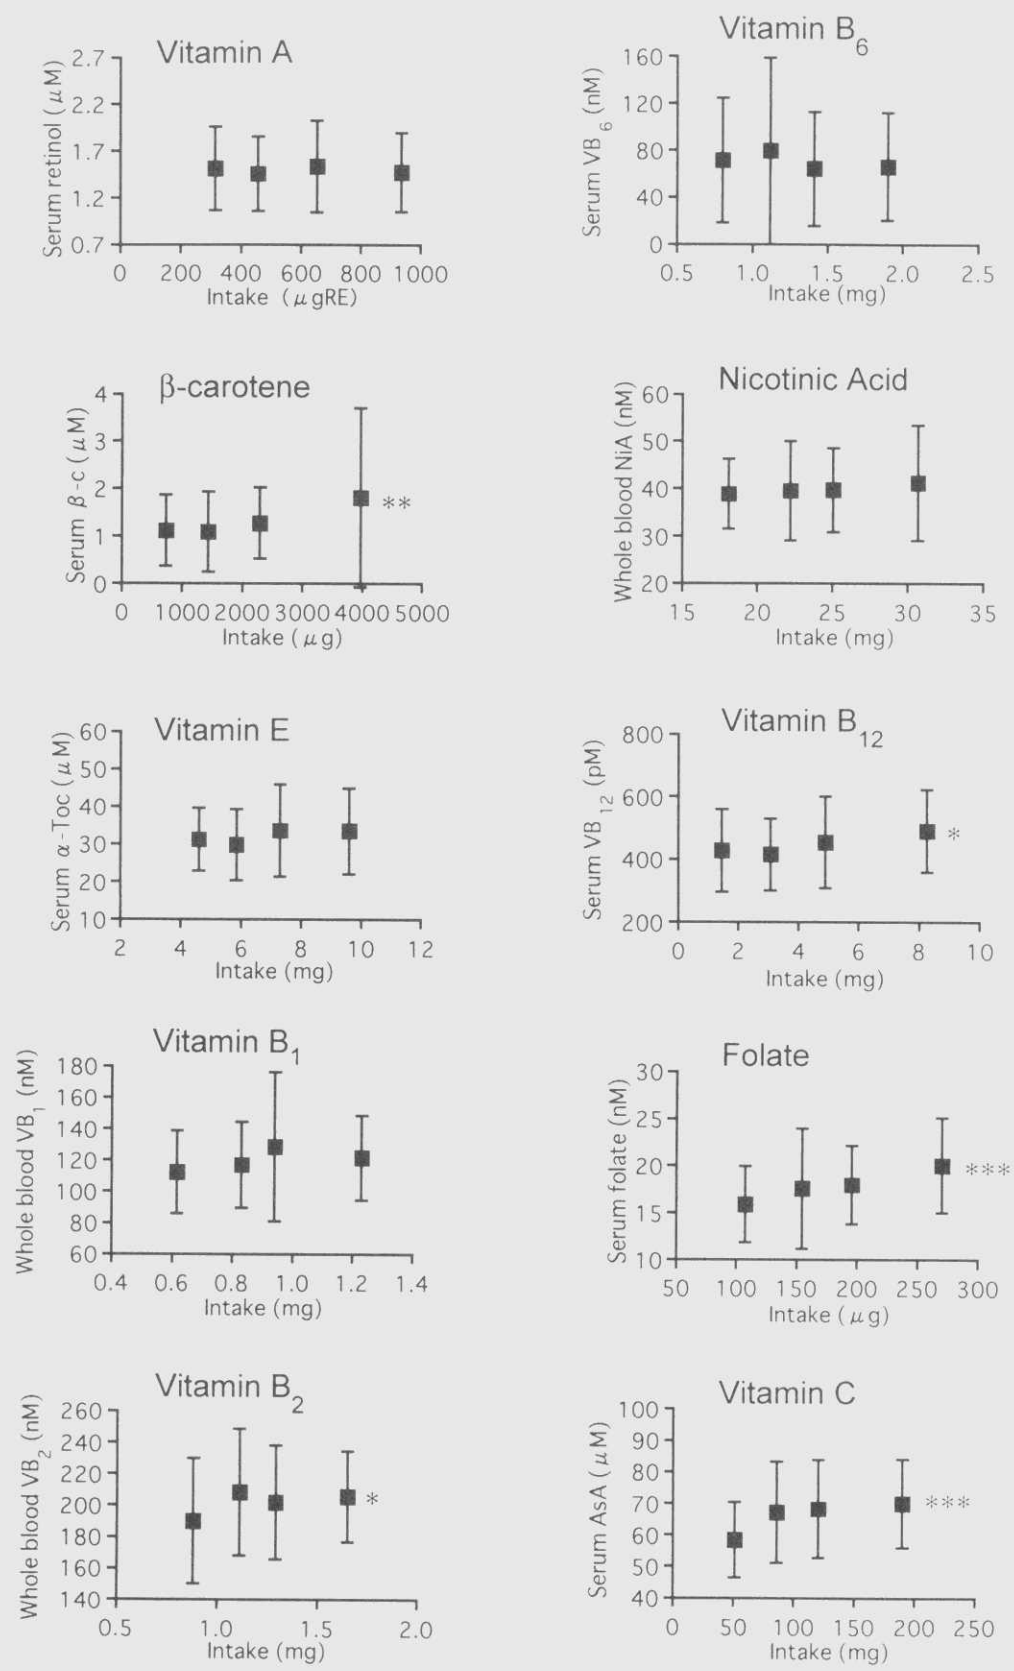 Vitamin A
Serum retinol (μM)
2.7
2.2
1.7
1.2
0.7
0 200 400 600 800 1000
Intake (μgRE)
Vitamin B6
Serum VB6 (nM)
160
120
80
40
0
0.5 1.0 1.5 2.0 2.5
Intake (mg)
β-carotene
Serum β-c (μM)
4
3
2
1
0
**
0 1000 2000 3000 4000 5000
Intake (μg)
Nicotinic Acid
Whole blood NiA (nM)
60
50
40
30
20
15 20 25 30 35
Intake (mg)
Vitamin E
Serum α-Toc (μM)
60
50
40
30
20
10
2 4 6 8 10 12
Intake (mg)
Vitamin B12
Serum VB12 (pM)
800
600
400
200
*
0 2 4 6 8 10
Intake (mg)
Vitamin B1
Whole blood VB1 (nM)
180
160
140
120
100
80
60
0.4 0.6 0.8 1.0 1.2 1.4
Intake (mg)
Folate
Serum folate (nM)
30
25
20
15
10
***
50 100 150 200 250 300
Intake (μg)
Vitamin B2
Whole blood VB2 (nM)
260
240
220
200
180
160
140
*
0.5 1.0 1.5 2.0
Intake (mg)
Vitamin C
Serum AsA (μM)
100
90
80
70
60
50
40
***
0 50 100 150 200 250
Intake (mg)